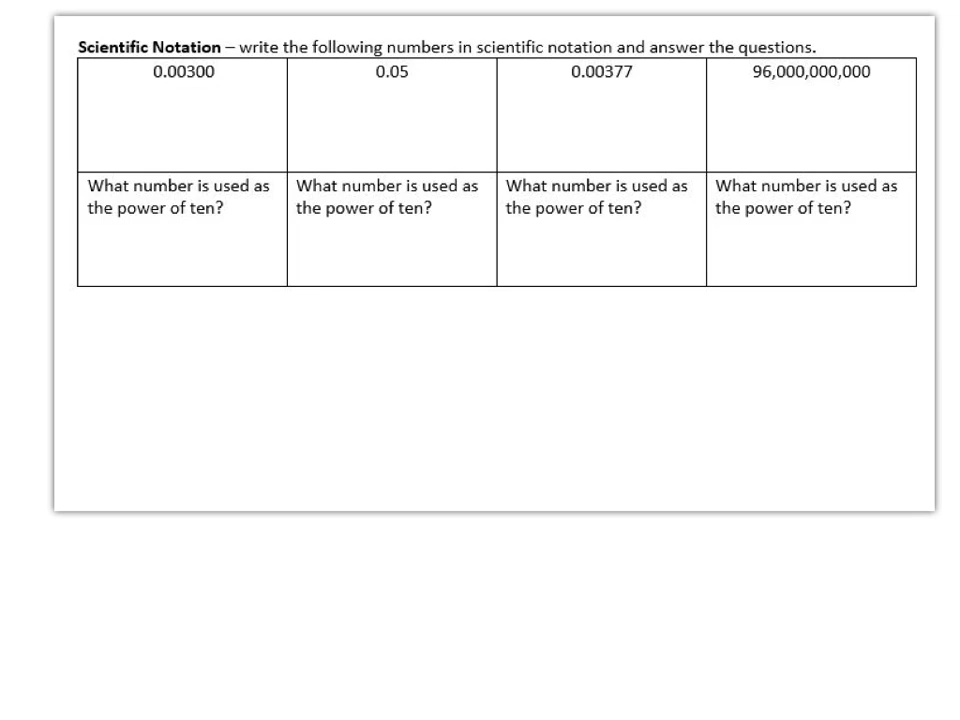 Scientific Notation – write the following numbers in scientific notation and answer the questions.
0.00300
0.05
0.00377
96,000,000,000
What number is used as
the power of ten?
What number is used as
the power of ten?
What number is used as
the power of ten?
What number is used as
the power of ten?